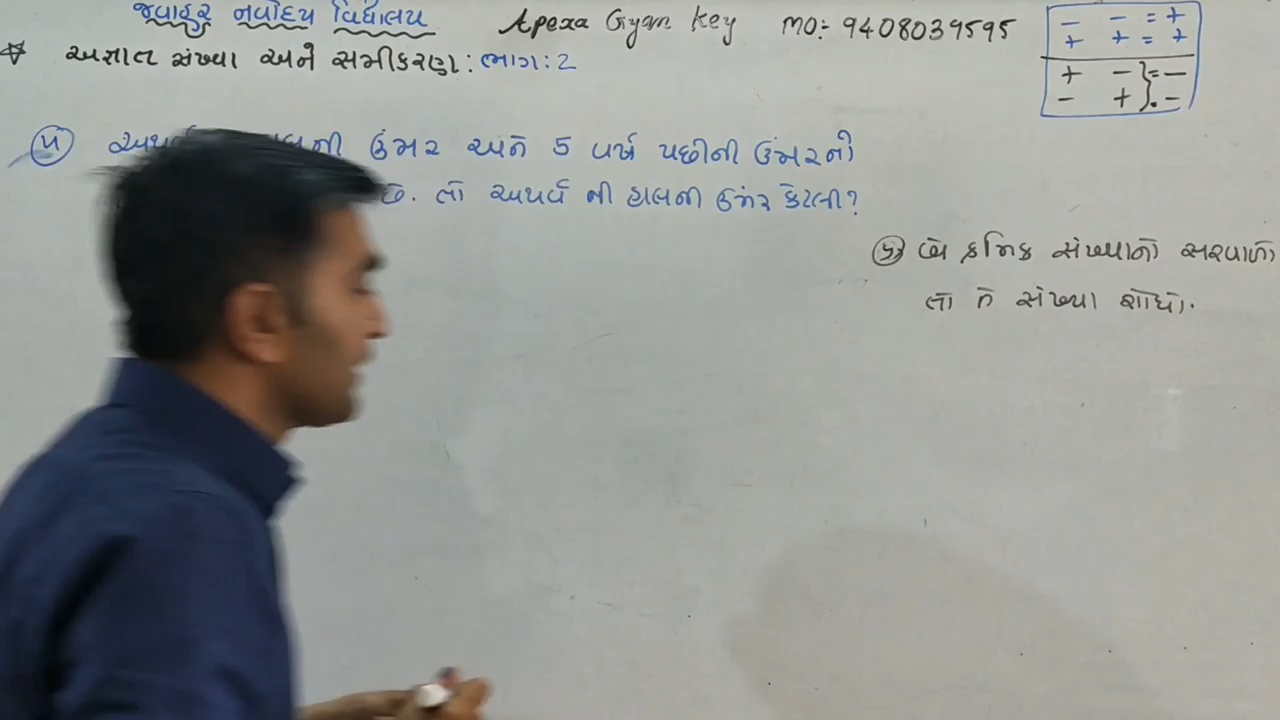 જવાહર નવોદય વિદ્યાલય Apexa Gyan Key MO:- 9408039595
અજ્ઞાત સંખ્યા અને સમીકરણ : ભાગ : 2
- - = +
+ + = +
+ - } = -
- + } = -
૫ ની ઉંમર અને 5 વર્ષ પછીની ઉંમરનો
છે. તો અથર્વ ની હાલની ઉંમર કેટલી?
બે ક્રમિક સંખ્યાનો સરવાળો
તો તે સંખ્યા શોધો.